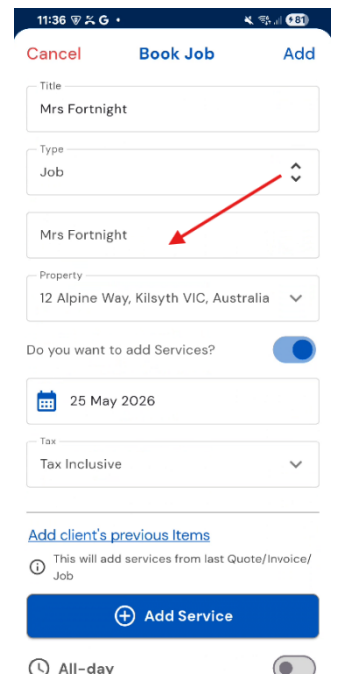 11:36 G •
81
Cancel Book Job Add
Title
Mrs Fortnight
Type
Job
Mrs Fortnight
Property
12 Alpine Way, Kilsyth VIC, Australia
Do you want to add Services?
25 May 2026
Tax
Tax Inclusive
Add client's previous Items
This will add services from last Quote/Invoice/
Job
Add Service
All-day